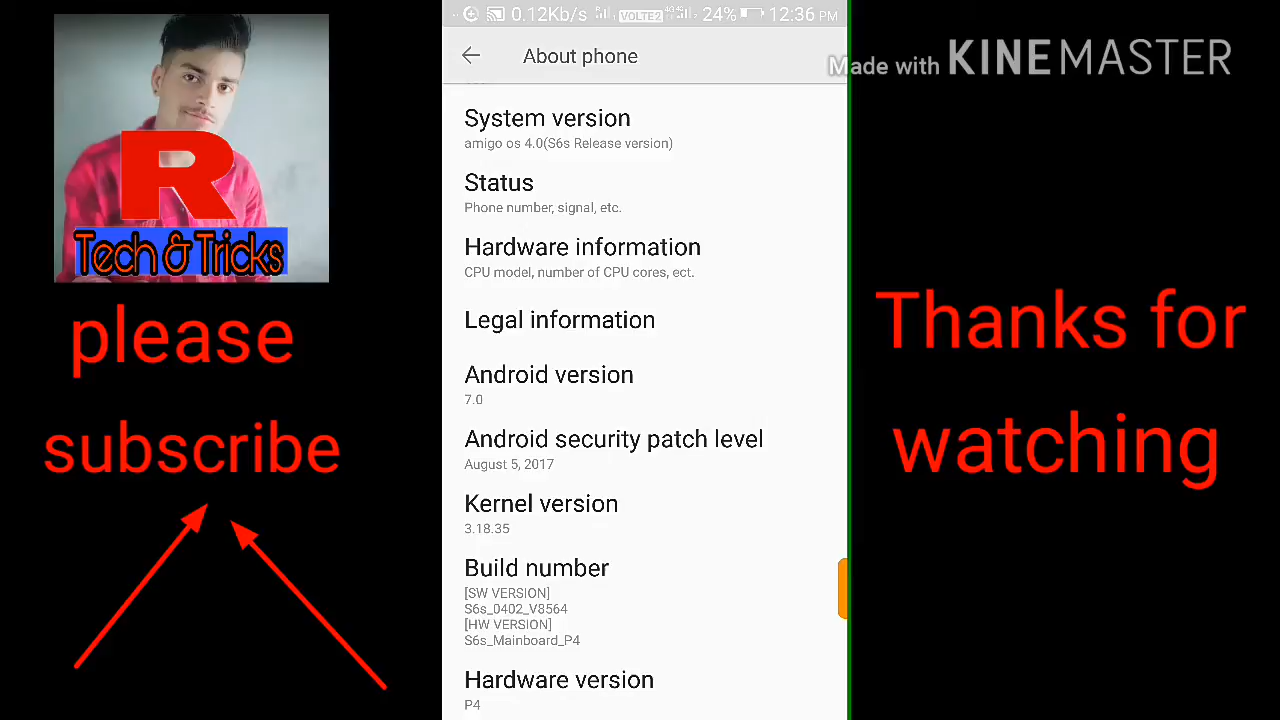 R
Tech & Tricks
please
subscribe
0.12Kb/s
VOLTE2
4G
24%
12:36 PM
About phone
System version
amigo os 4.0(S6s Release version)
Status
Phone number, signal, etc.
Hardware information
CPU model, number of CPU cores, ect.
Legal information
Android version
7.0
Android security patch level
August 5, 2017
Kernel version
3.18.35
Build number
[SW VERSION]
S6s_0402_V8564
[HW VERSION]
S6s_Mainboard_P4
Hardware version
P4
Made with KINEMASTER
Thanks for
watching